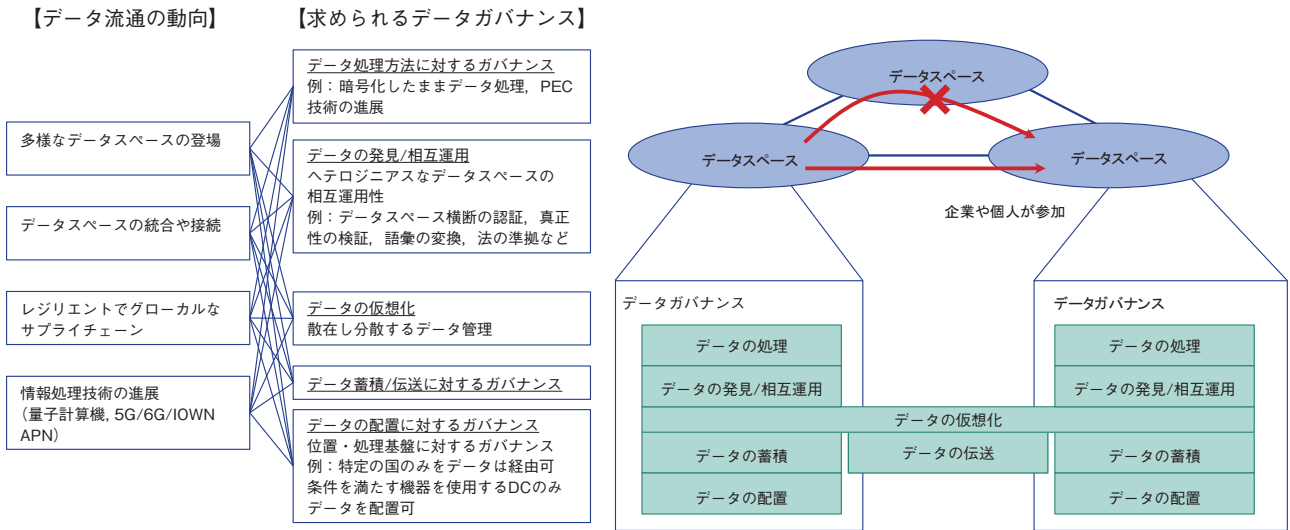 【データ流通の動向】
多様なデータスペースの登場
データスペースの統合や接続
レジリエントでグローカルな
サプライチェーン
情報処理技術の進展
（量子計算機, 5G/6G/IOWN
APN）
【求められるデータガバナンス】
データ処理方法に対するガバナンス
例：暗号化したままデータ処理，PEC
技術の進展
データの発見/相互運用
ヘテロジニアスなデータスペースの
相互運用性
例：データスペース横断の認証，真正
性の検証，語彙の変換，法の準拠など
データの仮想化
散在し分散するデータ管理
データ蓄積/伝送に対するガバナンス
データの配置に対するガバナンス
位置・処理基盤に対するガバナンス
例：特定の国のみをデータは経由可
条件を満たす機器を使用するDCのみ
データを配置可
データスペース
データスペース
データスペース
企業や個人が参加
データガバナンス
データの処理
データの発見/相互運用
データの蓄積
データの配置
データの仮想化
データの伝送
データガバナンス
データの処理
データの発見/相互運用
データの蓄積
データの配置